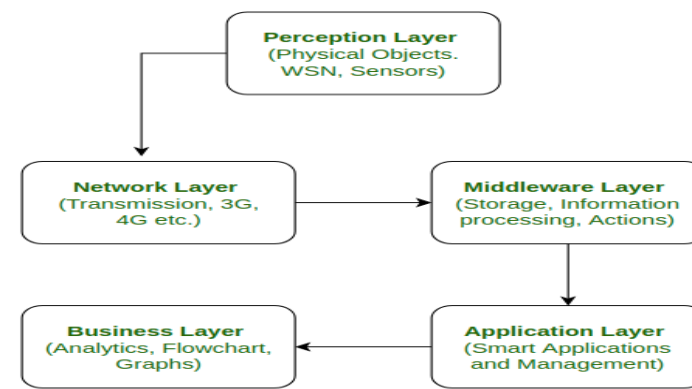 Perception Layer
(Physical Objects.
WSN, Sensors)
Network Layer
(Transmission, 3G,
4G etc.)
Middleware Layer
(Storage, Information
processing, Actions)
Business Layer
(Analytics, Flowchart,
Graphs)
Application Layer
(Smart Applications
and Management)